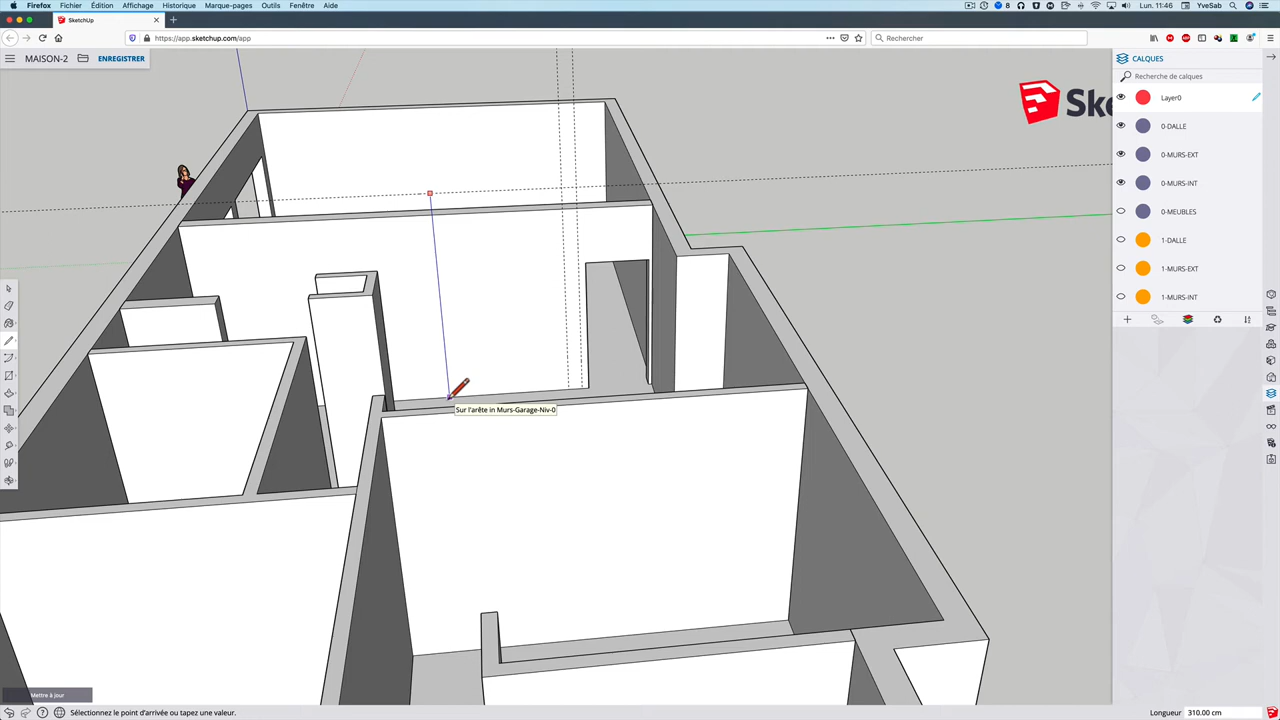 Firefox Fichier Édition Affichage Historique Marque-pages Outils Fenêtre Aide
8 Lun. 11:46 YveSab
SketchUp
https://app.sketchup.com/app
Rechercher
MAISON-2 ENREGISTRER
CALQUES
Recherche de calques
Layer0
0-DALLE
0-MURS-EXT
0-MURS-INT
0-MEUBLES
1-DALLE
1-MURS-EXT
1-MURS-INT
Ske
Sur l'arête in Murs-Garage-Niv-0
Mettre à jour
Sélectionnez le point d'arrivée ou tapez une valeur.
Longueur 310.00 cm